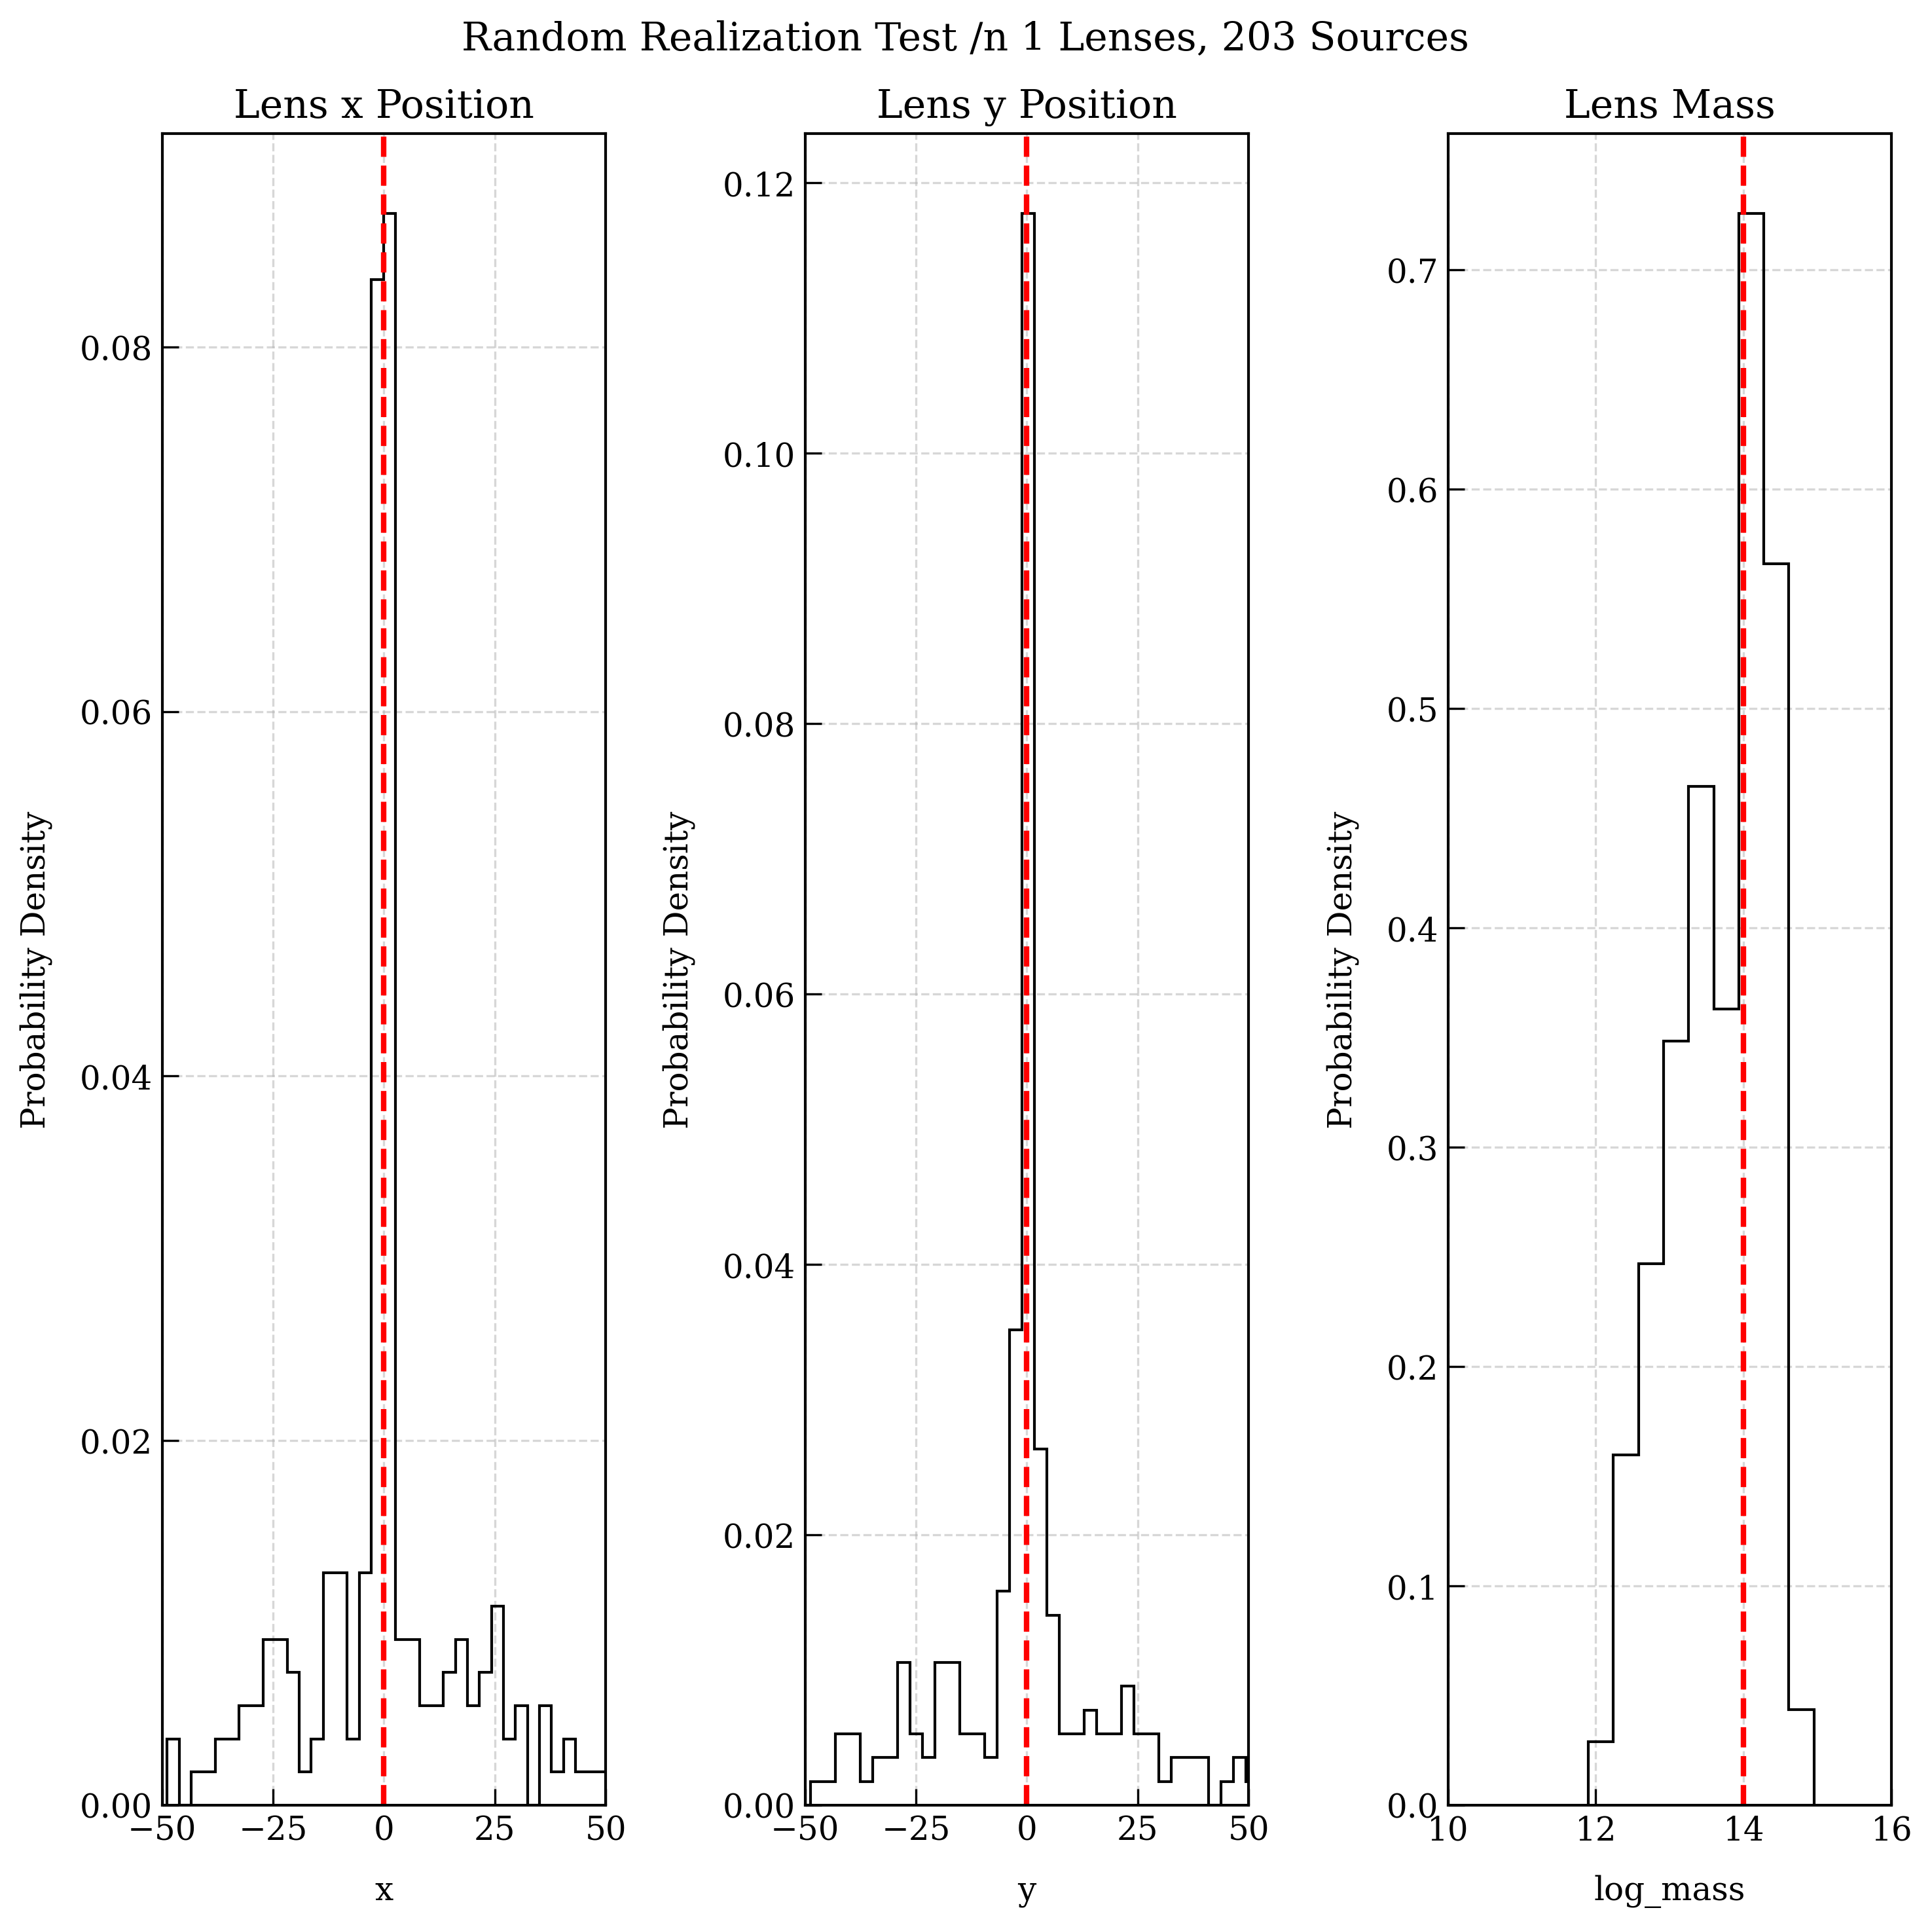 Random Realization Test /n 1 Lenses, 203 Sources
Lens x Position
Probability Density
0.08
0.06
0.04
0.02
0.00
−50 −25 0 25 50
x
Lens y Position
Probability Density
0.12
0.10
0.08
0.06
0.04
0.02
0.00
−50 −25 0 25 50
y
Lens Mass
Probability Density
0.7
0.6
0.5
0.4
0.3
0.2
0.1
0.0
10 12 14 16
log_mass